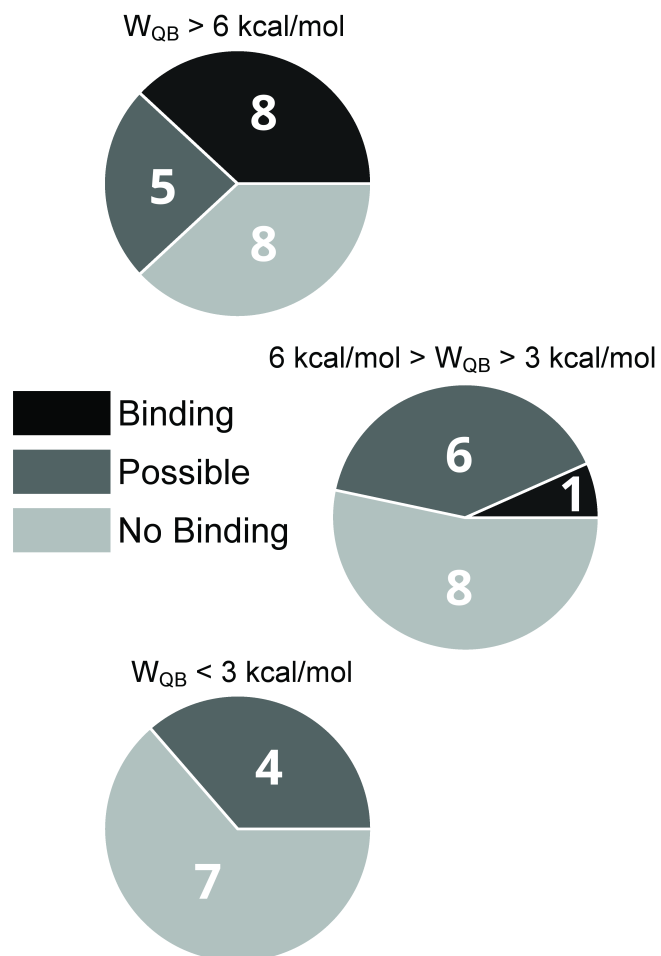 W_QB > 6 kcal/mol
8
5
8
6 kcal/mol > W_QB > 3 kcal/mol
Binding
Possible
No Binding
6
1
8
W_QB < 3 kcal/mol
4
7